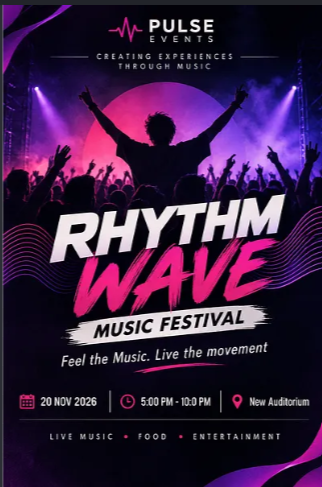 PULSE
EVENTS
CREATING EXPERIENCES
THROUGH MUSIC
RHYTHM
WAVE
MUSIC FESTIVAL
Feel the Music. Live the movement
20 NOV 2026 5:00 PM - 10:0 PM New Auditorium
LIVE MUSIC • FOOD • ENTERTAINMENT